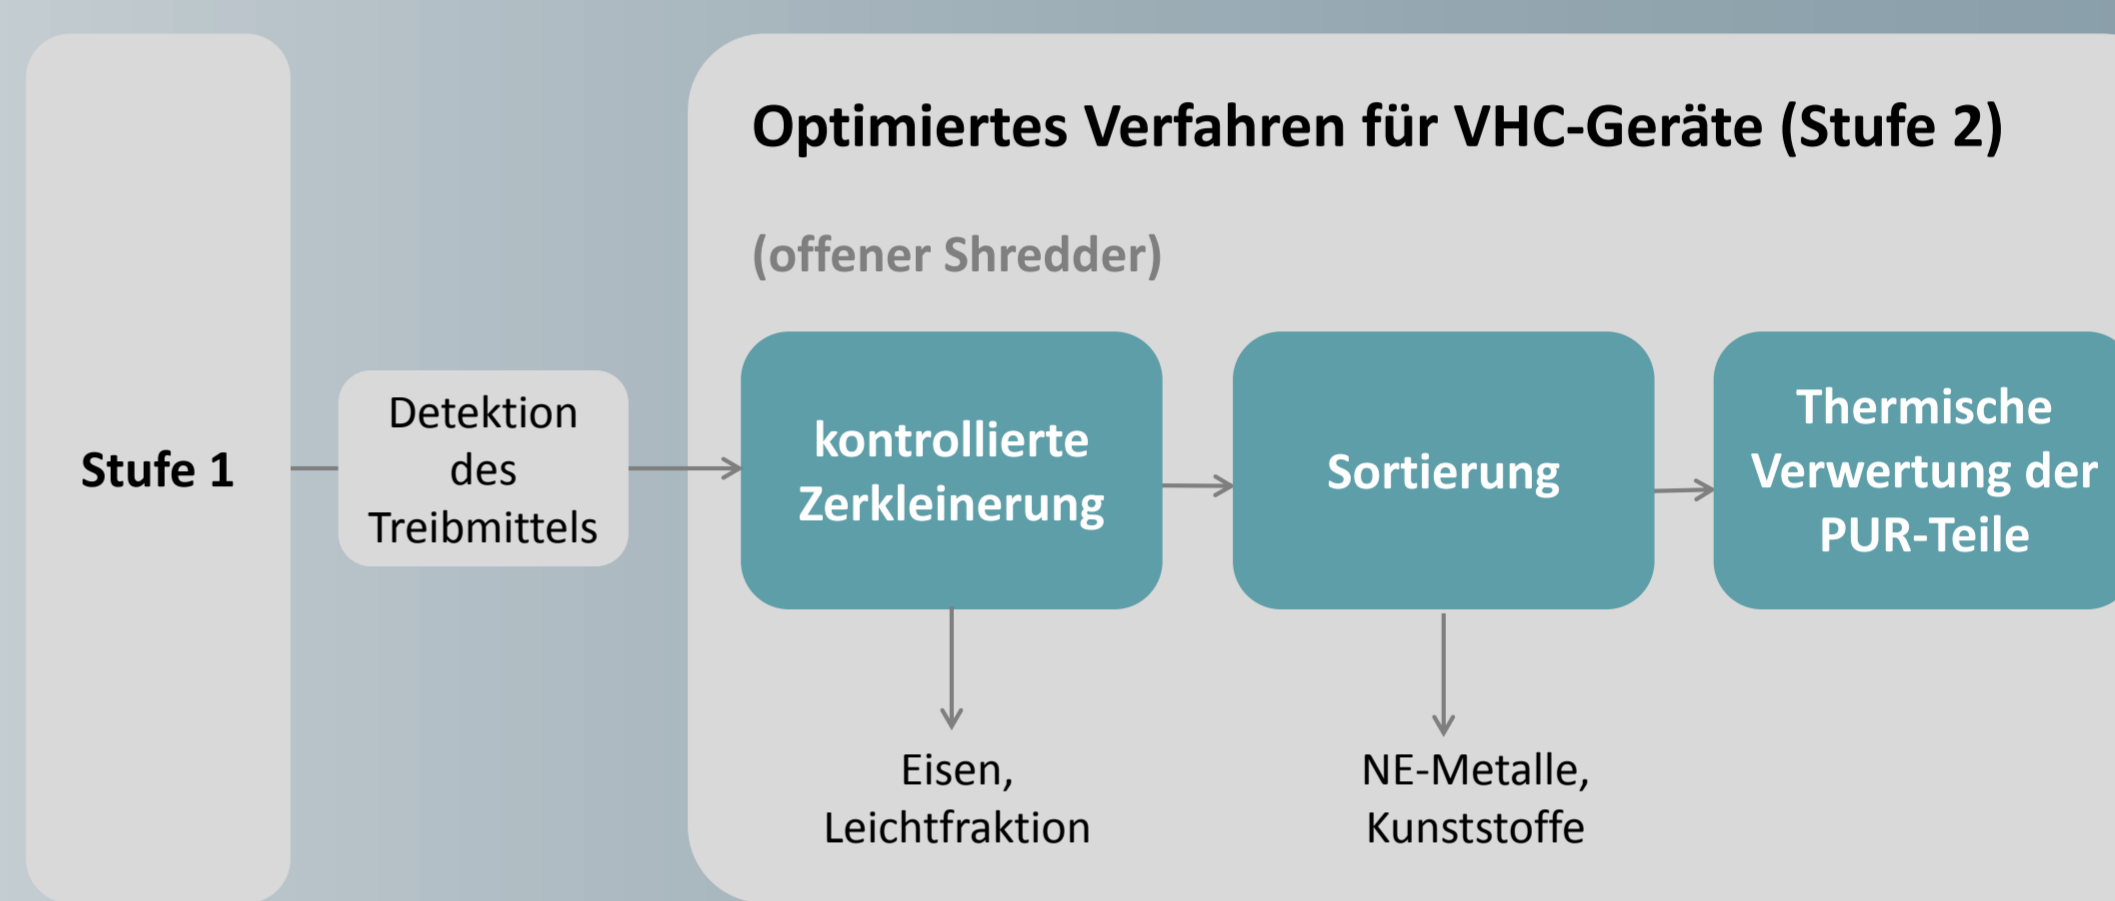 Optimiertes Verfahren für VHC-Geräte (Stufe 2)
(offener Shredder)
Stufe 1
Detektion
des
Treibmittels
kontrollierte
Zerkleinerung
Sortierung
Thermische
Verwertung der
PUR-Teile
Eisen,
Leichtfraktion
NE-Metalle,
Kunststoffe